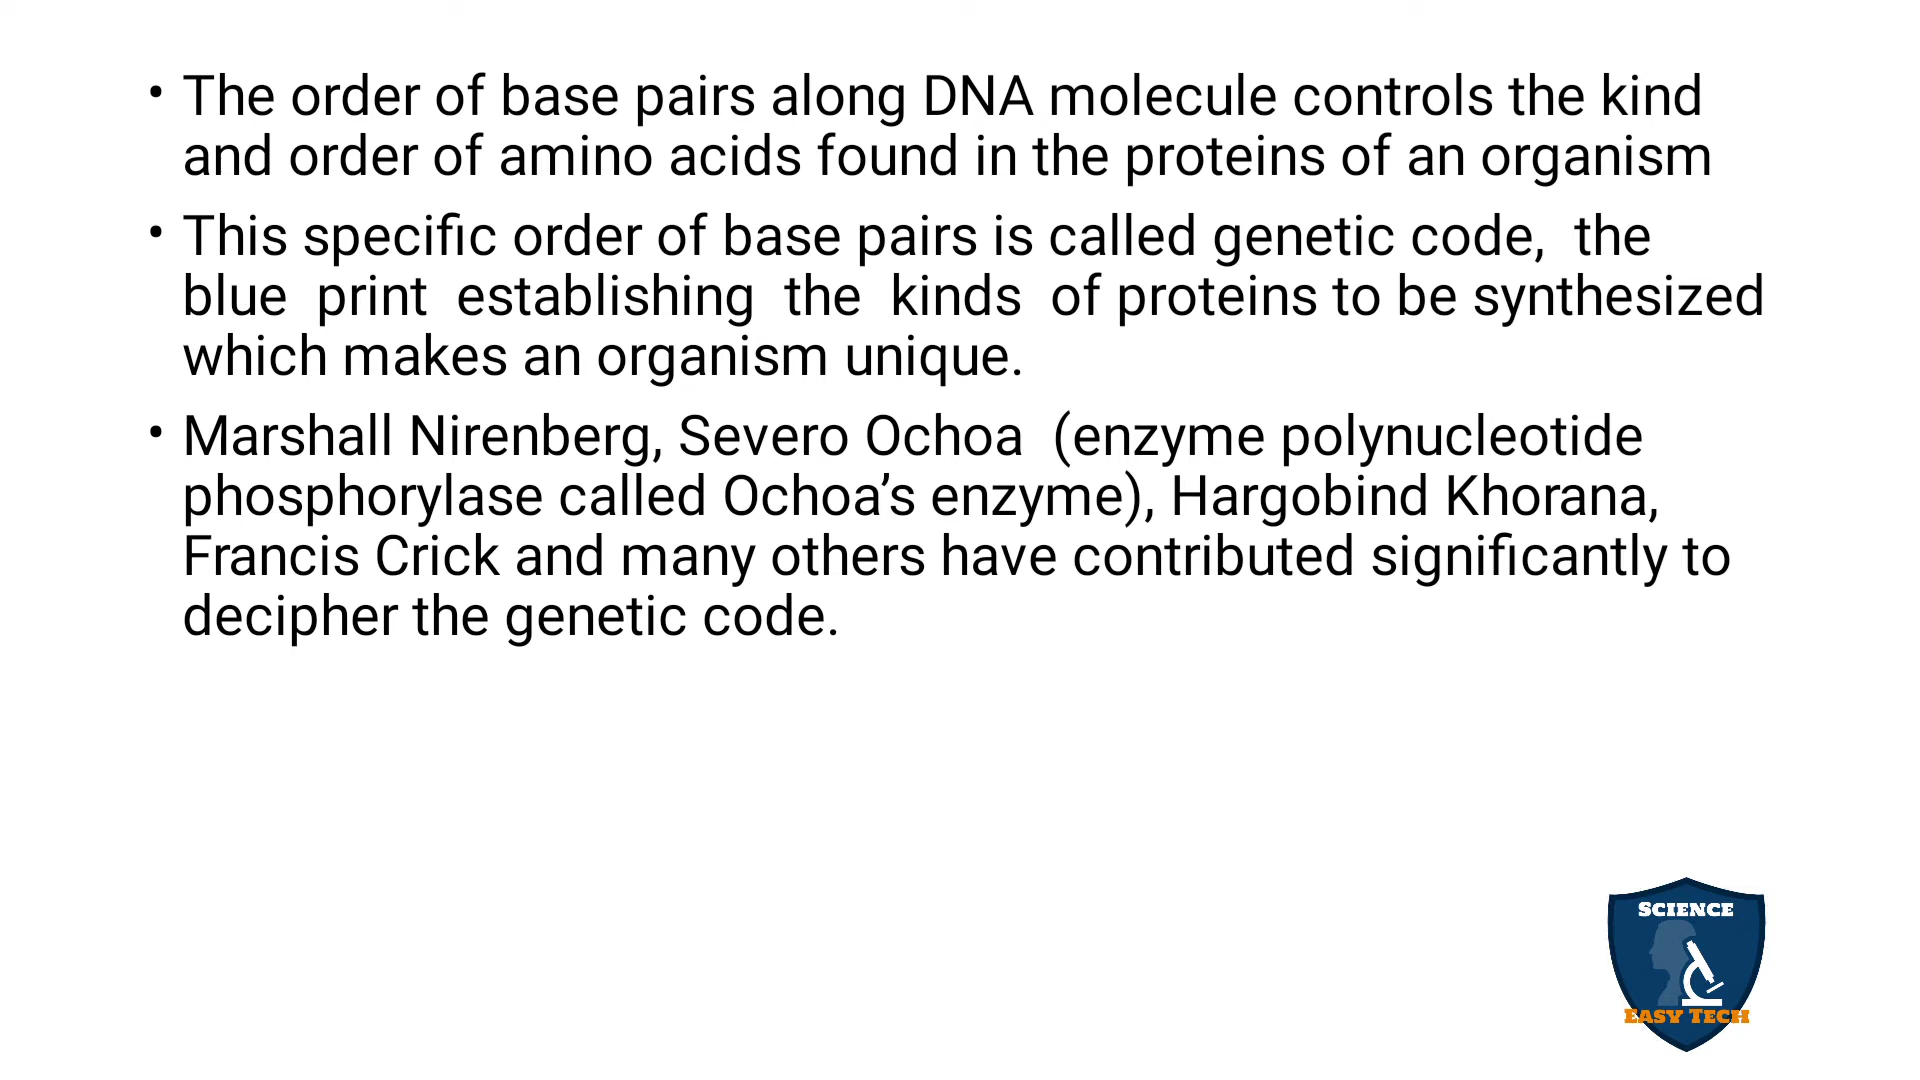 • The order of base pairs along DNA molecule controls the kind
and order of amino acids found in the proteins of an organism
• This specific order of base pairs is called genetic code,  the
blue  print  establishing  the  kinds  of proteins to be synthesized
which makes an organism unique.
• Marshall Nirenberg, Severo Ochoa  (enzyme polynucleotide
phosphorylase called Ochoa’s enzyme), Hargobind Khorana,
Francis Crick and many others have contributed significantly to
decipher the genetic code.
SCIENCE
EASY TECH